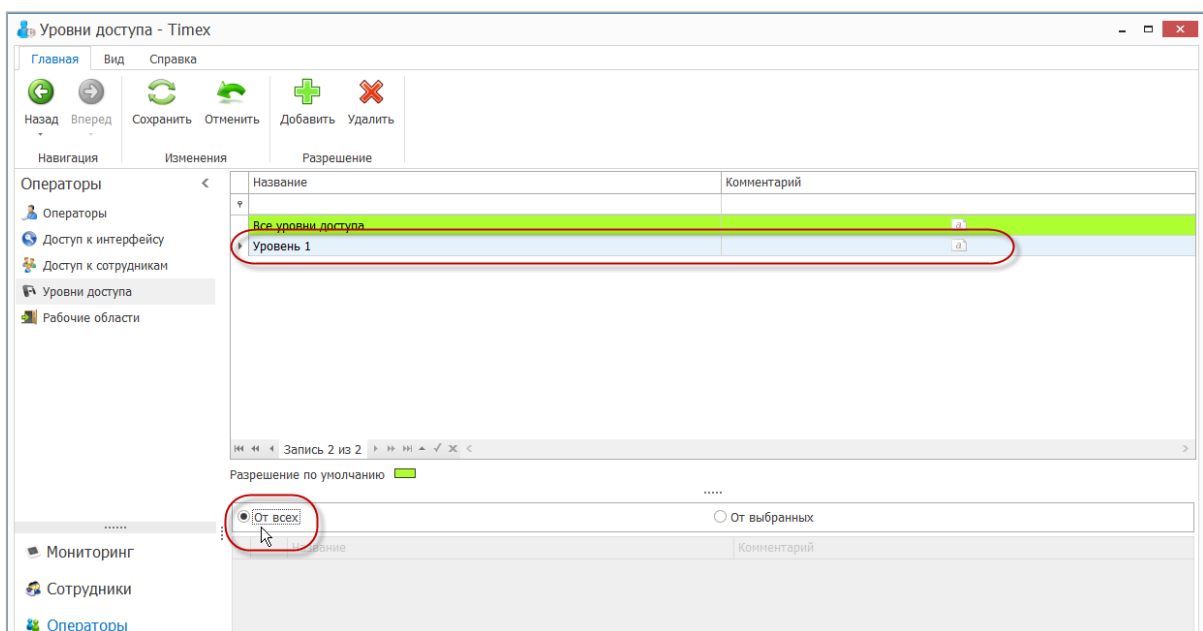 Уровни доступа - Timex
Главная Вид Справка
Назад Вперед Сохранить Отменить Добавить Удалить
Навигация Изменения Разрешение
Операторы
Операторы
Доступ к интерфейсу
Доступ к сотрудникам
Уровни доступа
Рабочие области
Название Комментарий
Все уровни доступа a
Уровень 1 a
Запись 2 из 2
Разрешение по умолчанию
От всех От выбранных
Название Комментарий
Мониторинг
Сотрудники
Операторы